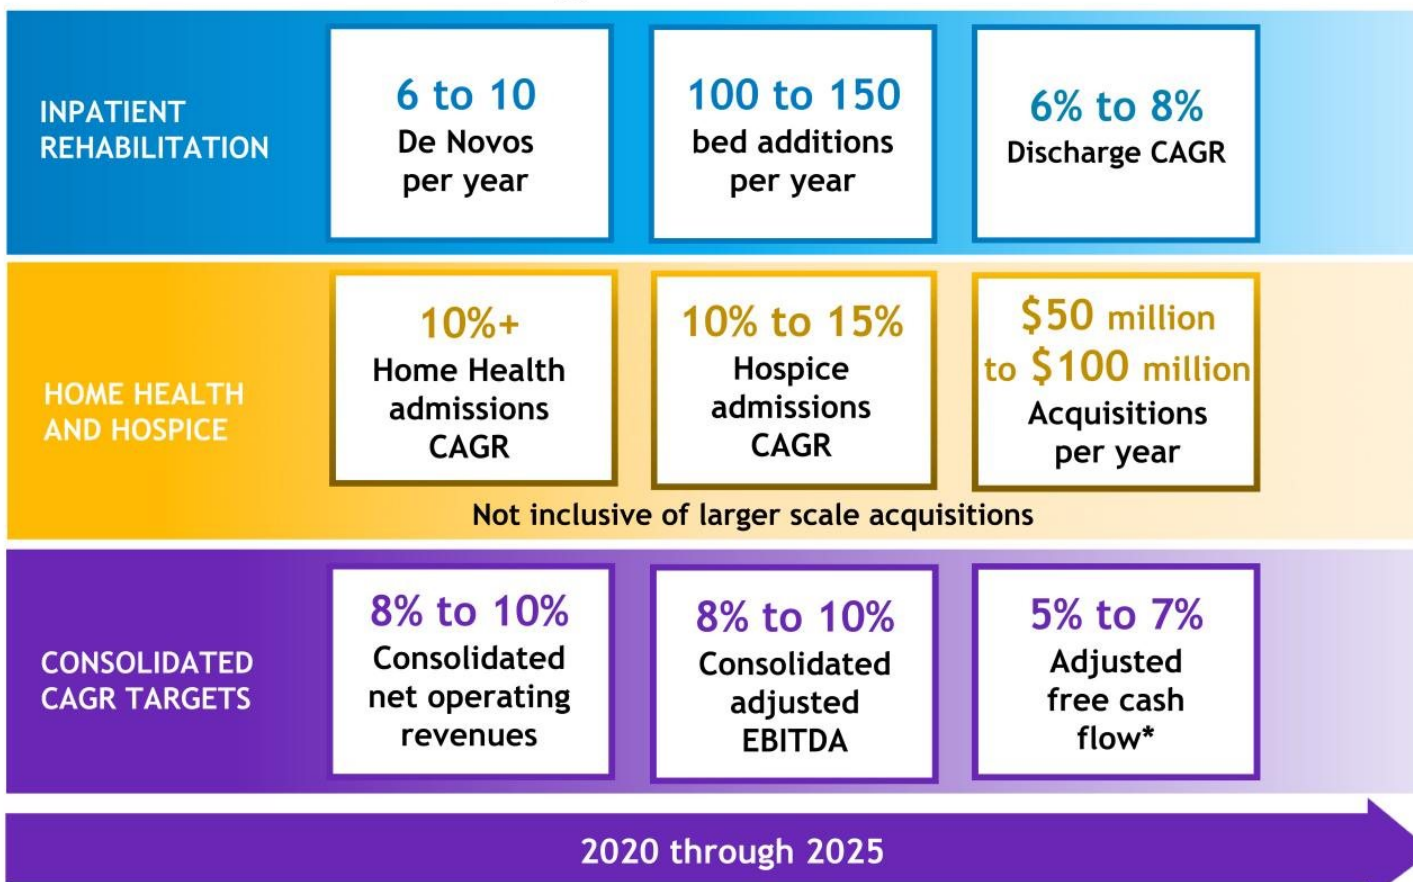 INPATIENT
REHABILITATION
6 to 10
De Novos
per year
100 to 150
bed additions
per year
6% to 8%
Discharge CAGR
HOME HEALTH
AND HOSPICE
10%+
Home Health
admissions
CAGR
10% to 15%
Hospice
admissions
CAGR
$50 million
to $100 million
Acquisitions
per year
Not inclusive of larger scale acquisitions
CONSOLIDATED
CAGR TARGETS
8% to 10%
Consolidated
net operating
revenues
8% to 10%
Consolidated
adjusted
EBITDA
5% to 7%
Adjusted
free cash
flow*
2020 through 2025